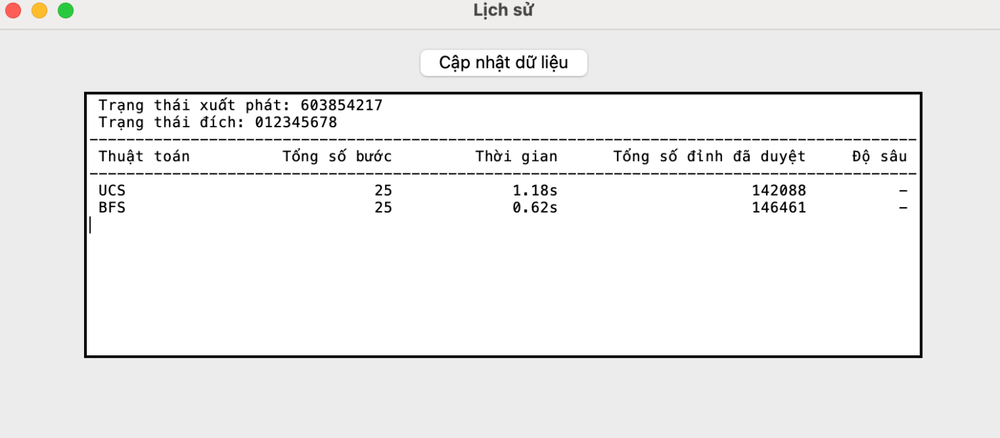 Lịch sử
Cập nhật dữ liệu
Trạng thái xuất phát: 603854217
Trạng thái đích: 012345678
--------------------------------------------------------------------------------
Thuật toán Tổng số bước Thời gian Tổng số đỉnh đã duyệt Độ sâu
--------------------------------------------------------------------------------
UCS 25 1.18s 142088 –
BFS 25 0.62s 146461 –